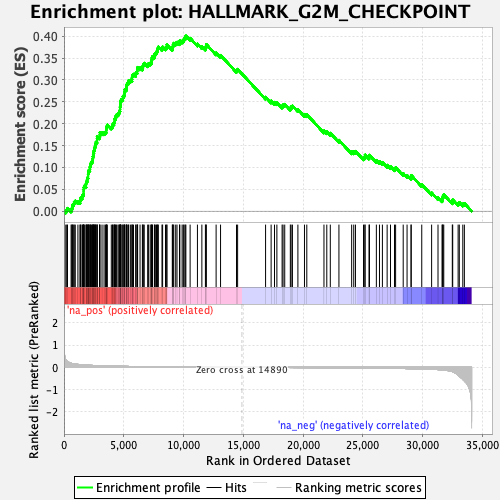 Enrichment plot: HALLMARK_G2M_CHECKPOINT
Enrichment score (ES)
0.40
0.35
0.30
0.25
0.20
0.15
0.10
0.05
0.00
Ranked list metric (PreRanked)
'na_pos' (positively correlated)
2
1
0
-1
-2
Zero cross at 14890
'na_neg' (negatively correlated)
0
5,000
10,000
15,000
20,000
25,000
30,000
35,000
Rank in Ordered Dataset
Enrichment profile
Hits
Ranking metric scores